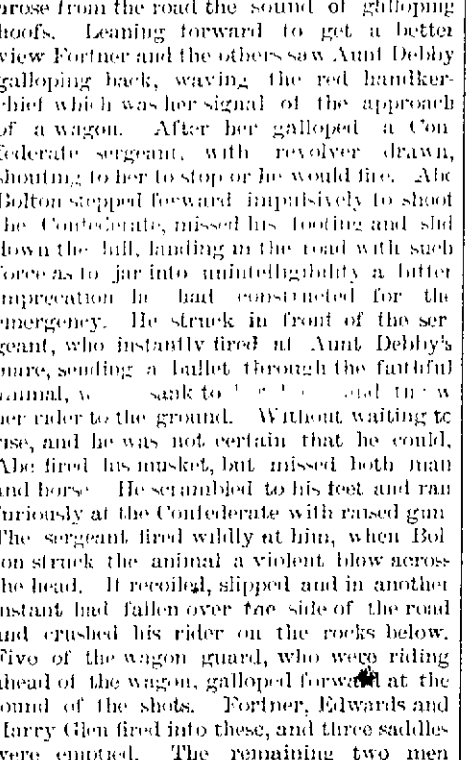 arose from the road the sound of galloping
hoofs. Leaning forward to get a better
view Fortner and the others saw Aunt Debby
galloping back, waving the red handker-
chief which was her signal of the approach
of a wagon. After her galloped a Con
federate sergeant, with revolver drawn,
shouting to her to stop or he would fire. Abe
Bolton stepped forward impulsively to shoot
the Confederate, missed his footing and slid
down the hill, landing in the road with such
force as to jar into unintelligibility a bitter
imprecation he had constructed for the
emergency. He struck in front of the ser
geant, who instantly fired at Aunt Debby's
mare, sending a bullet through the faithful
animal, sank to and threw
her rider to the ground. Without waiting to
rise, and he was not certain that he could,
Abe fired his musket, but missed both man
and horse He scrambled to his feet and ran
furiously at the Confederate with raised gun
The sergeant fired wildly at him, when Bol
ton struck the animal a violent blow across
the head. It recoiled, slipped and in another
instant had fallen over the side of the road
and crushed his rider on the rocks below.
Five of the wagon guard, who were riding
ahead of the wagon, galloped forward at the
sound of the shots. Fortner, Edwards and
Harry Glen fired into these, and three saddles
were emptied. The remaining two men